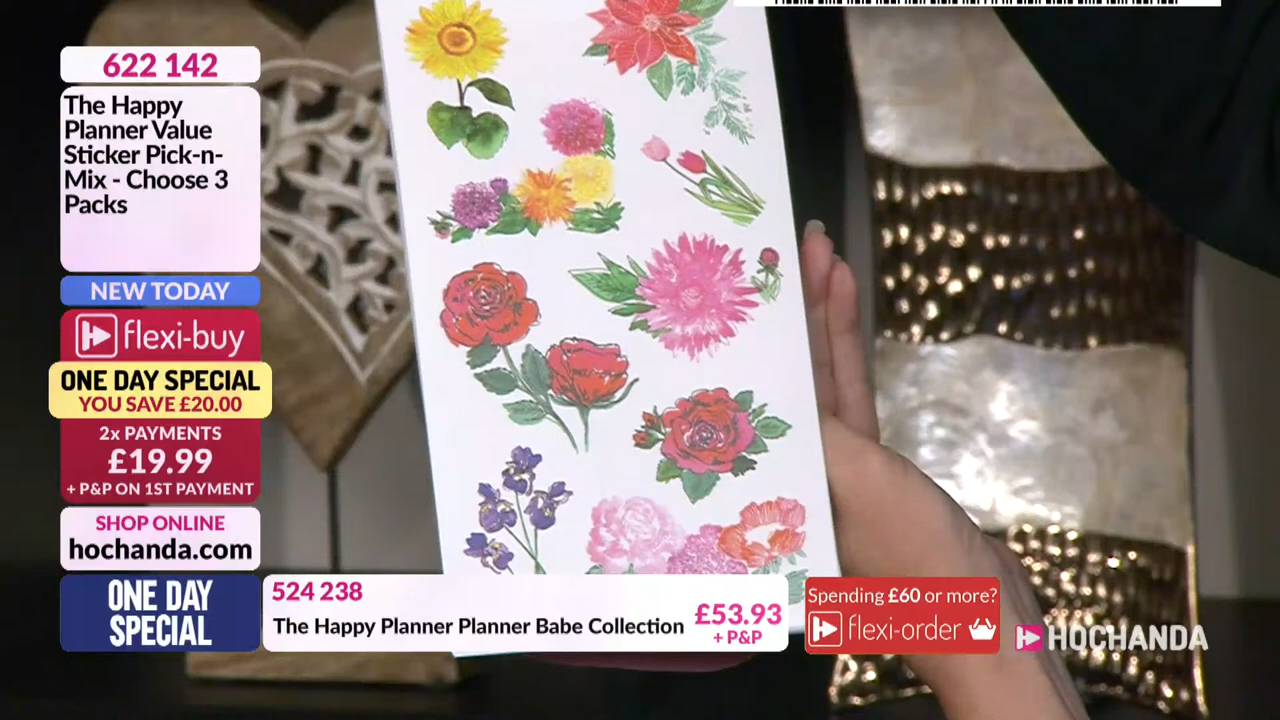 622 142
The Happy
Planner Value
Sticker Pick-n-
Mix - Choose 3
Packs
NEW TODAY
flexi-buy
ONE DAY SPECIAL
YOU SAVE £20.00
2x PAYMENTS
£19.99
+ P&P ON 1ST PAYMENT
SHOP ONLINE
hochanda.com
ONE DAY
SPECIAL
524 238
The Happy Planner Planner Babe Collection
£53.93
+ P&P
Spending £60 or more?
flexi-order
HOCHANDA